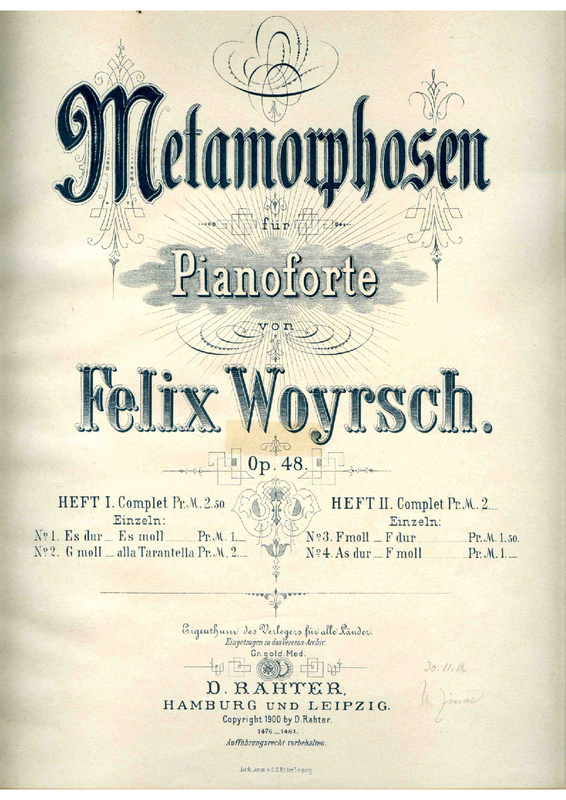 Metamorphosen
für
Pianoforte
von
Felix Woyrsch.
Op. 48.
HEFT I. Complet Pr. M. 2.50.
Einzeln:
No 1. Es dur _ Es moll Pr. M. 1._
No 2. G moll _ alla Tarantella Pr. M. 2._
HEFT II. Complet Pr. M. 2._
Einzeln:
No 3. F moll _ F dur Pr. M. 1.50.
No 4. As dur _ F moll Pr. M. 1._
Eigenthum des Verlegers für alle Länder.
Eingetragen in das Vereins-Archiv.
Gr. gold. Med.
D. RAHTER,
HAMBURG UND LEIPZIG.
Copyright 1900 by D. Rahter.
1476 _ 1481.
Aufführungsrecht vorbehalten.
30.11.18.
Lith. Anst. v. C. G. Röder Leipzig